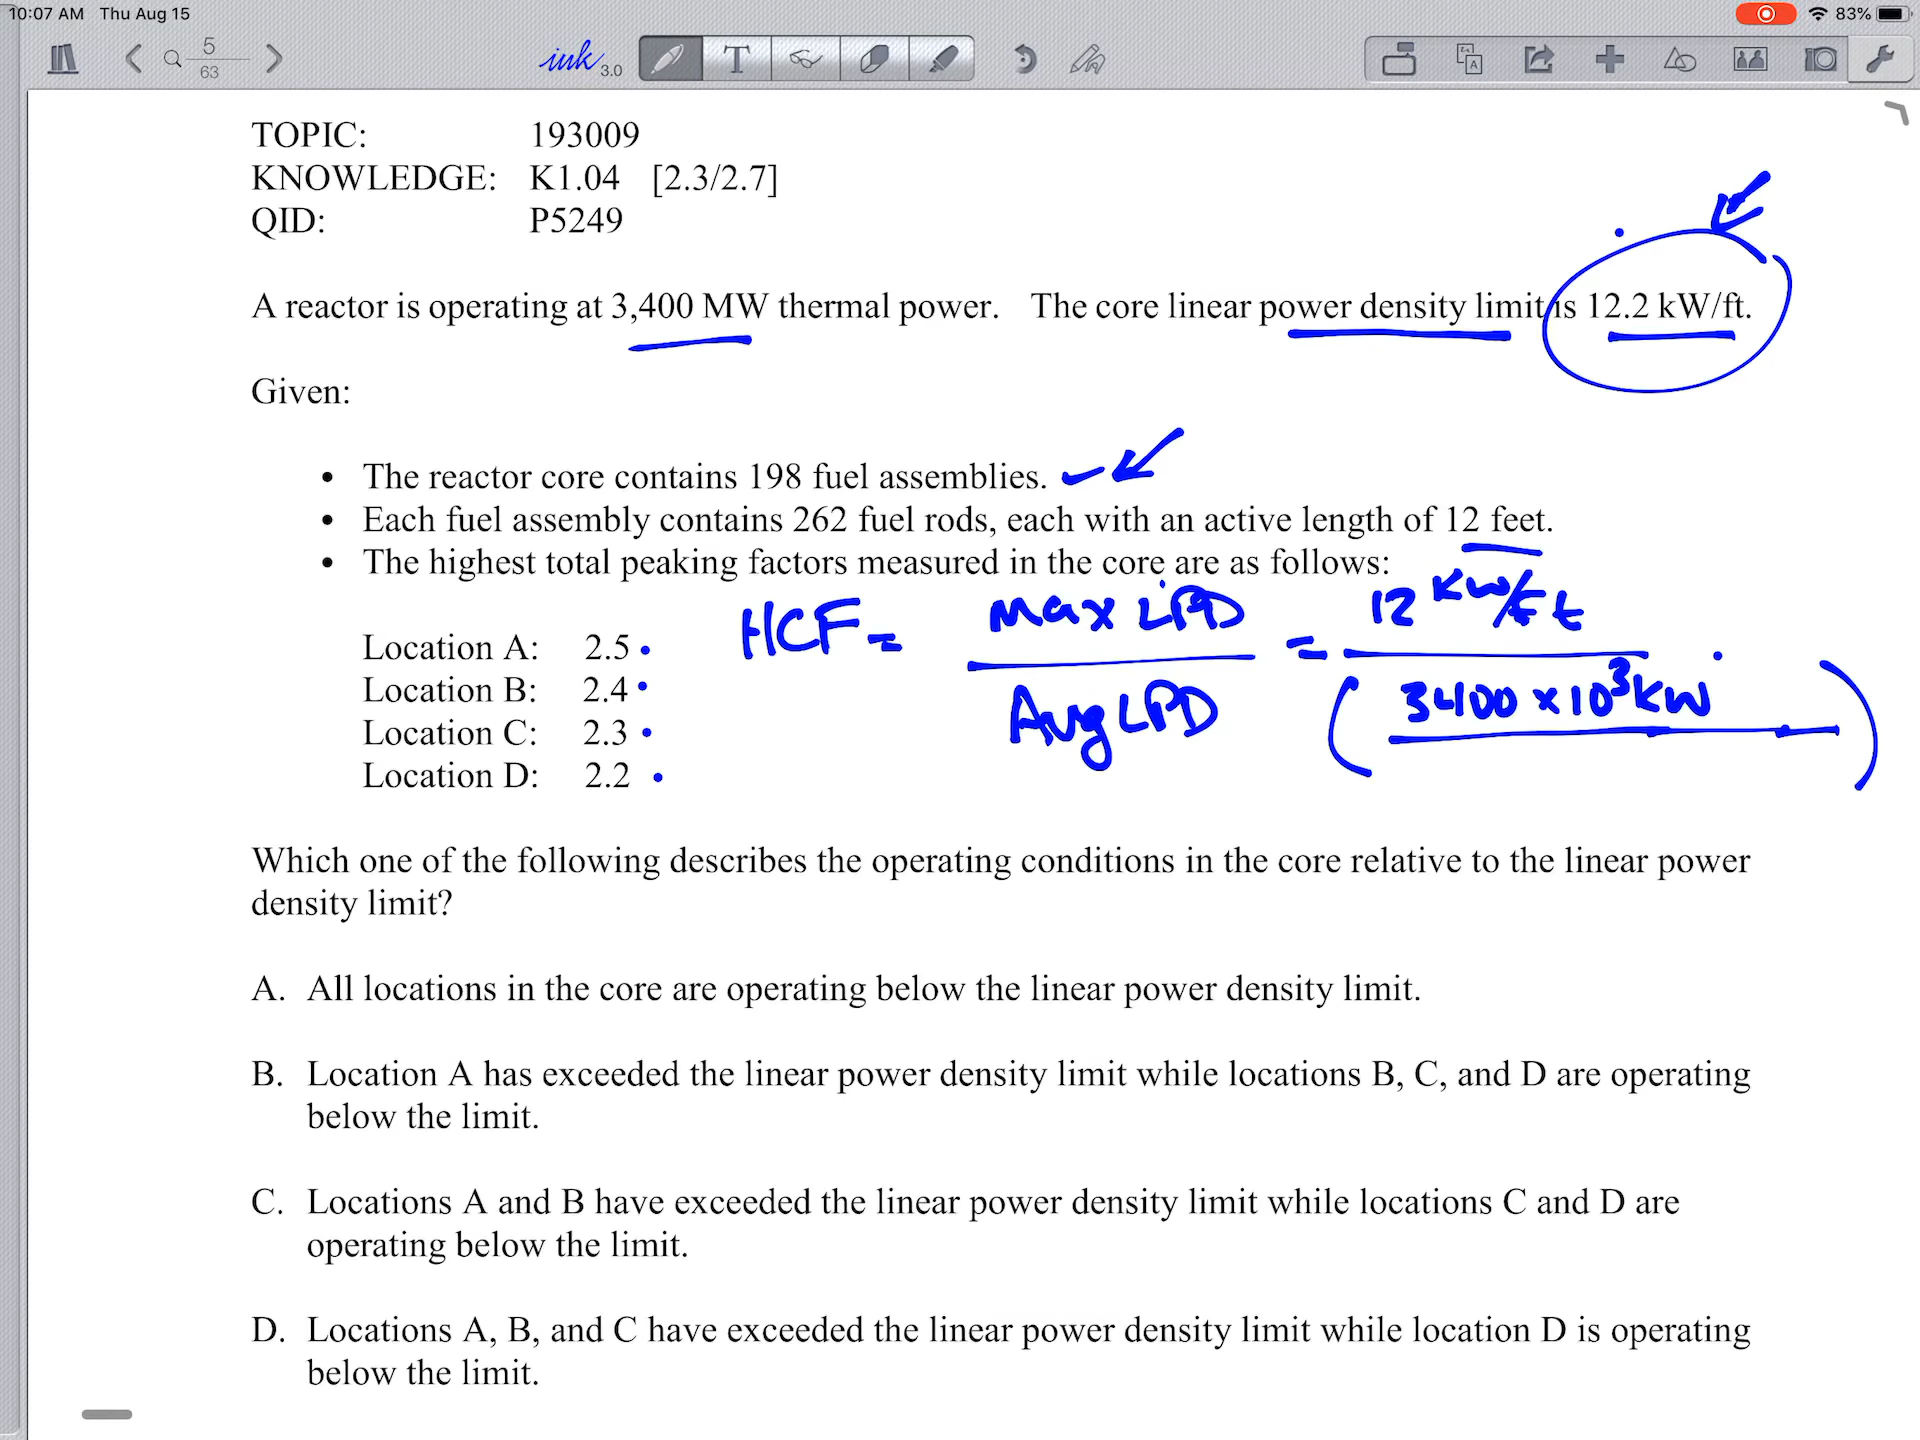 10:07 AM Thu Aug 15
83%
5
63
ink 3.0
T
TOPIC: 193009
KNOWLEDGE: K1.04 [2.3/2.7]
QID: P5249
A reactor is operating at 3,400 MW thermal power. The core linear power density limit is 12.2 kW/ft.
Given:
• The reactor core contains 198 fuel assemblies.
• Each fuel assembly contains 262 fuel rods, each with an active length of 12 feet.
• The highest total peaking factors measured in the core are as follows:
Location A: 2.5
Location B: 2.4
Location C: 2.3
Location D: 2.2
HCF = Max LPD / Avg LPD = 12 KW/ft / (3400 x 10³ KW)
Which one of the following describes the operating conditions in the core relative to the linear power
density limit?
A. All locations in the core are operating below the linear power density limit.
B. Location A has exceeded the linear power density limit while locations B, C, and D are operating
below the limit.
C. Locations A and B have exceeded the linear power density limit while locations C and D are
operating below the limit.
D. Locations A, B, and C have exceeded the linear power density limit while location D is operating
below the limit.